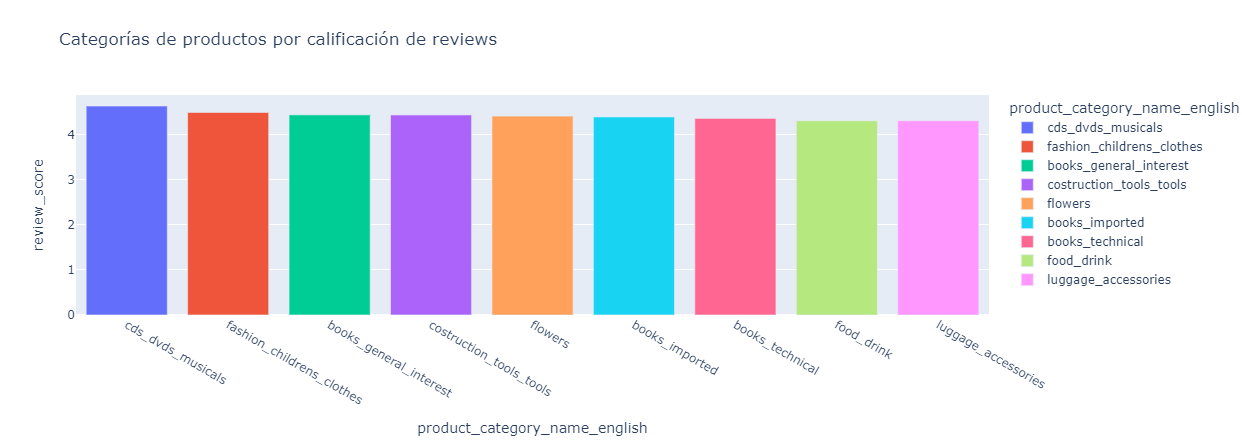 Categorías de productos por calificación de reviews
review_score
4
3
2
1
0
cds_dvds_musicals
fashion_childrens_clothes
books_general_interest
costruction_tools_tools
flowers
books_imported
books_technical
food_drink
luggage_accessories
product_category_name_english
product_category_name_english
cds_dvds_musicals
fashion_childrens_clothes
books_general_interest
costruction_tools_tools
flowers
books_imported
books_technical
food_drink
luggage_accessories